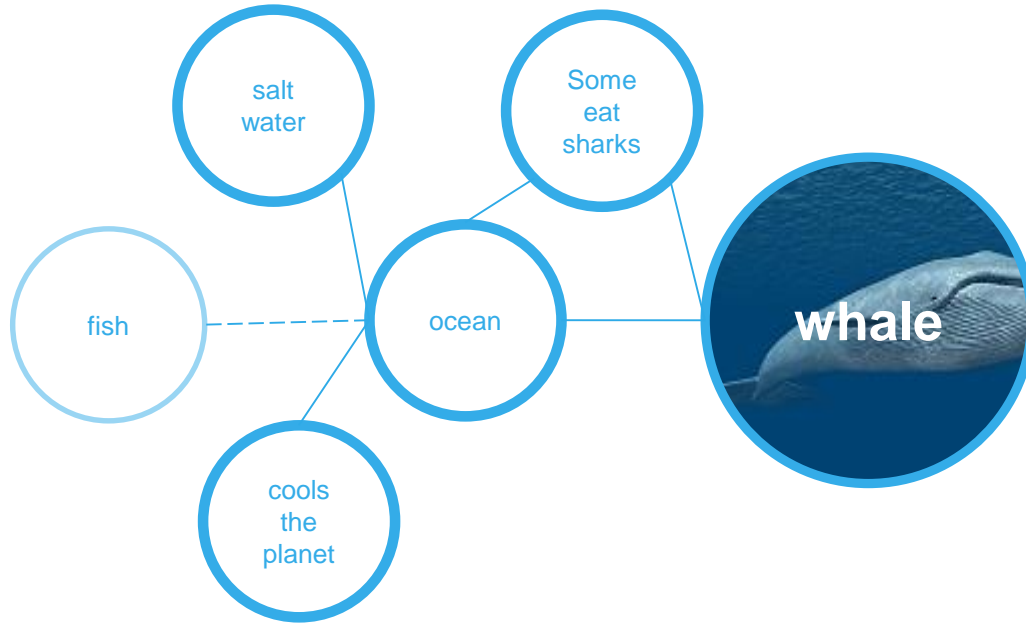 salt
water
Some
eat
sharks
fish
ocean
whale
cools
the
planet